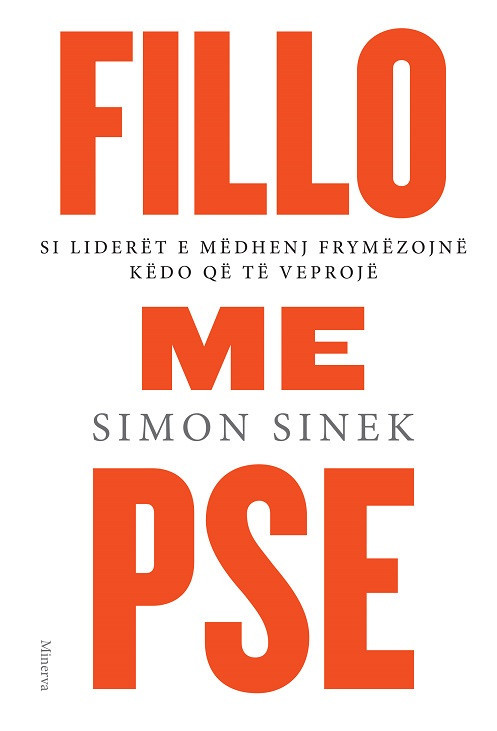 FILLO
SI LIDERËT E MËDHENJ FRYMËZOJNË
KËDO QË TË VEPROJË
ME
SIMON SINEK
PSE
Minerva